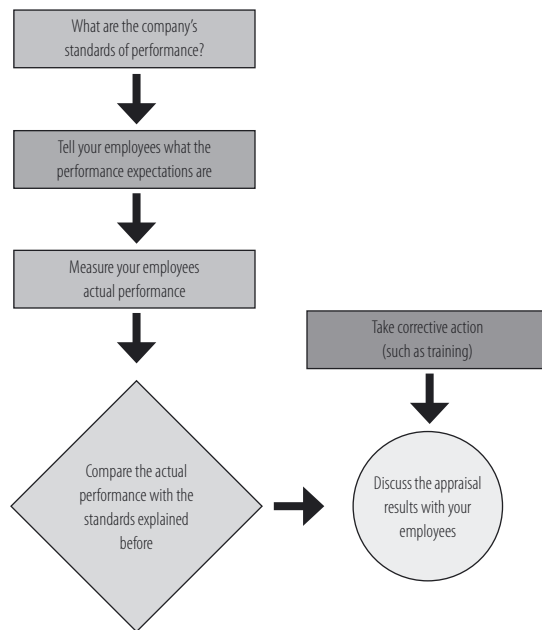 What are the company's
standards of performance?
Tell your employees what the
performance expectations are
Measure your employees
actual performance
Take corrective action
(such as training)
Compare the actual
performance with the
standards explained
before
Discuss the appraisal
results with your
employees